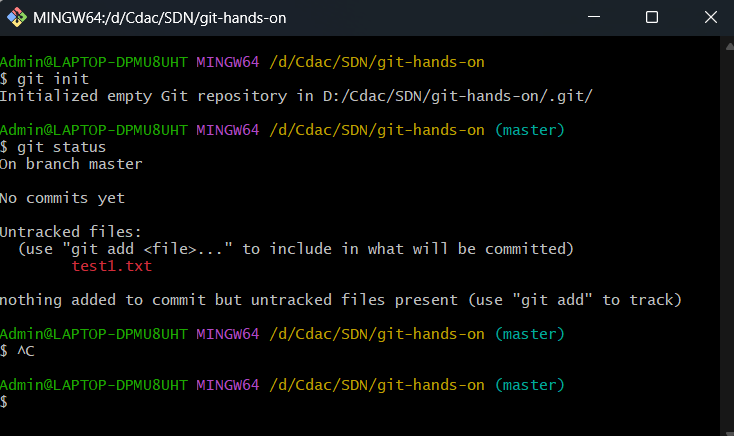 MINGW64:/d/Cdac/SDN/git-hands-on
Admin@LAPTOP-DPMU8UHT MINGW64 /d/Cdac/SDN/git-hands-on
$ git init
Initialized empty Git repository in D:/Cdac/SDN/git-hands-on/.git/
Admin@LAPTOP-DPMU8UHT MINGW64 /d/Cdac/SDN/git-hands-on (master)
$ git status
On branch master
No commits yet
Untracked files:
  (use "git add <file>..." to include in what will be committed)
        test1.txt
nothing added to commit but untracked files present (use "git add" to track)
Admin@LAPTOP-DPMU8UHT MINGW64 /d/Cdac/SDN/git-hands-on (master)
$ ^C
Admin@LAPTOP-DPMU8UHT MINGW64 /d/Cdac/SDN/git-hands-on (master)
$